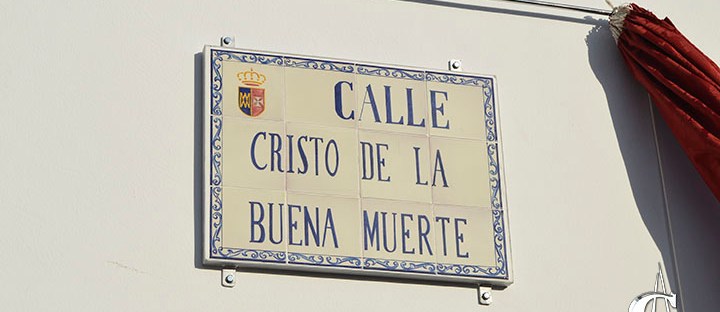 CALLE
CRISTO DE LA
BUENA MUERTE